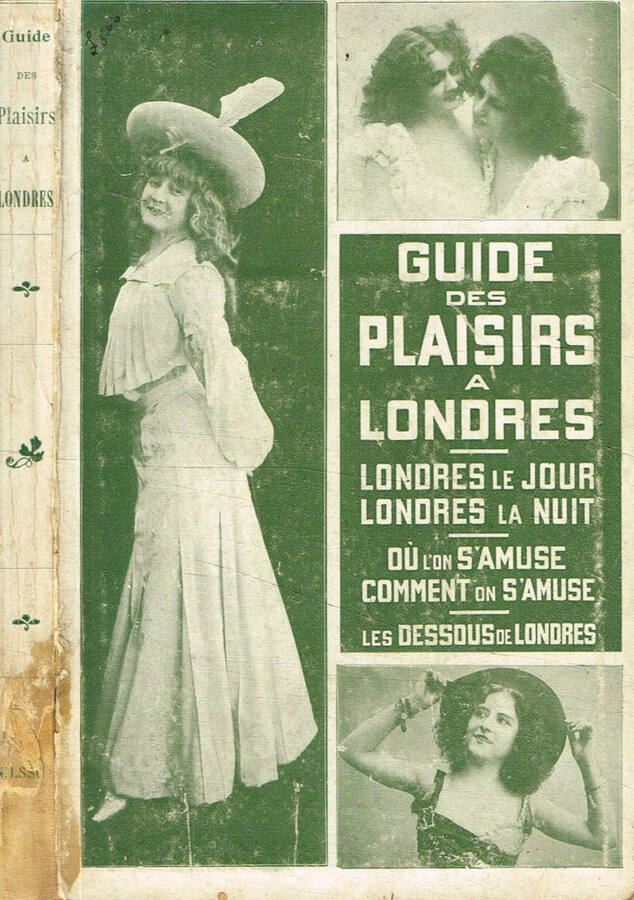 Guide
DES
Plaisirs
A
LONDRES
GUIDE
DES
PLAISIRS
A
LONDRES
LONDRES LE JOUR
LONDRES LA NUIT
OÙ L'ON S'AMUSE
COMMENT ON S'AMUSE
LES DESSOUS DE LONDRES